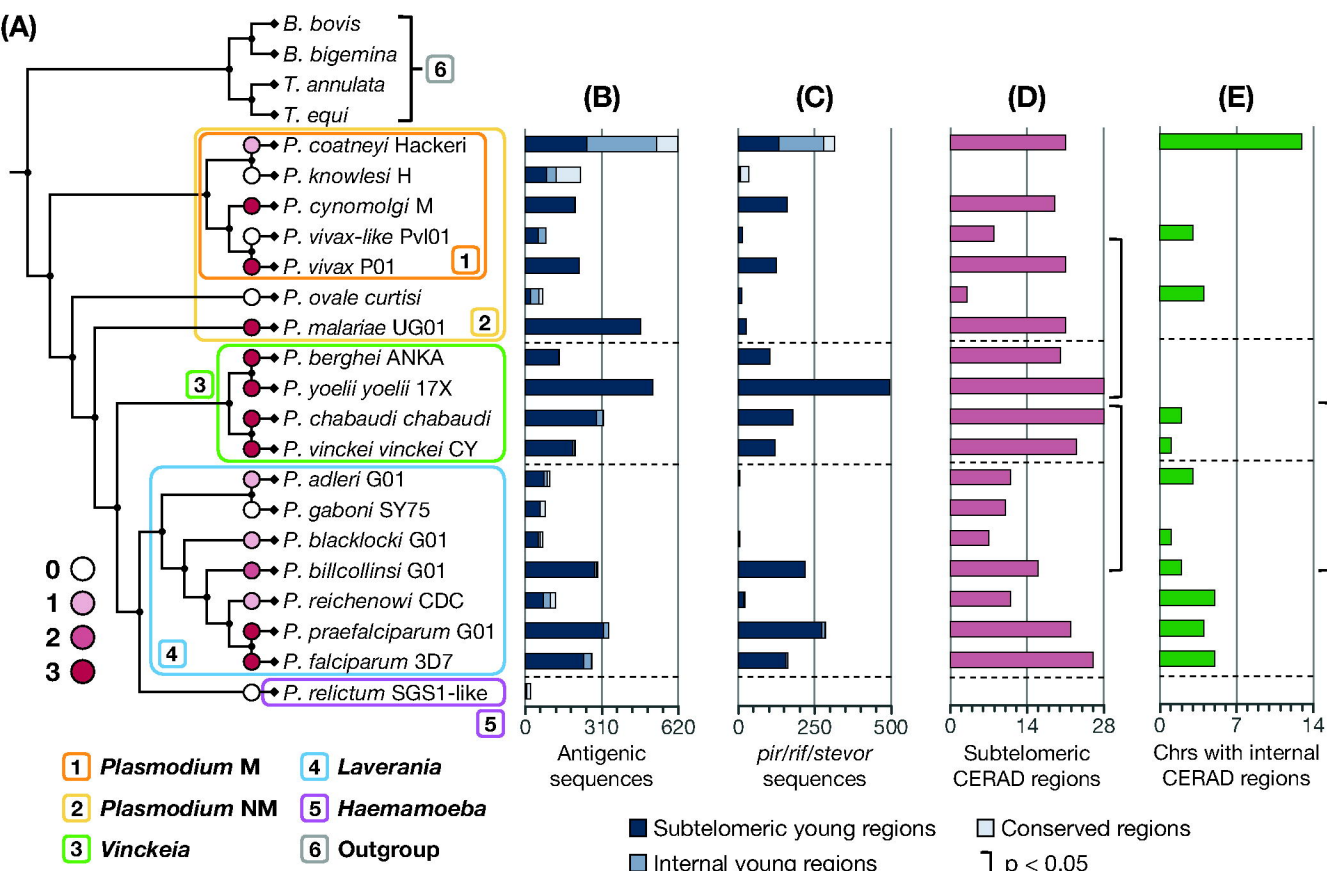 (A)
B. bovis
B. bigemina
T. annulata
T. equi
6
(B)
(C)
(D)
(E)
P. coatneyi Hackeri
P. knowlesi H
P. cynomolgi M
P. vivax-like Pvl01
P. vivax P01
1
P. ovale curtisi
P. malariae UG01
2
P. berghei ANKA
3
P. yoelii yoelii 17X
P. chabaudi chabaudi
P. vinckei vinckei CY
P. adleri G01
P. gaboni SY75
P. blacklocki G01
P. billcollinsi G01
P. reichenowi CDC
P. praefalciparum G01
P. falciparum 3D7
4
P. relictum SGS1-like
5
0
1
2
3
0 310 620
Antigenic
sequences
0 250 500
pir/rif/stevor
sequences
0 14 28
Subtelomeric
CERAD regions
0 7 14
Chrs with internal
CERAD regions
1 Plasmodium M
2 Plasmodium NM
3 Vinckeia
4 Laverania
5 Haemamoeba
6 Outgroup
Subtelomeric young regions
Internal young regions
Conserved regions
p < 0.05